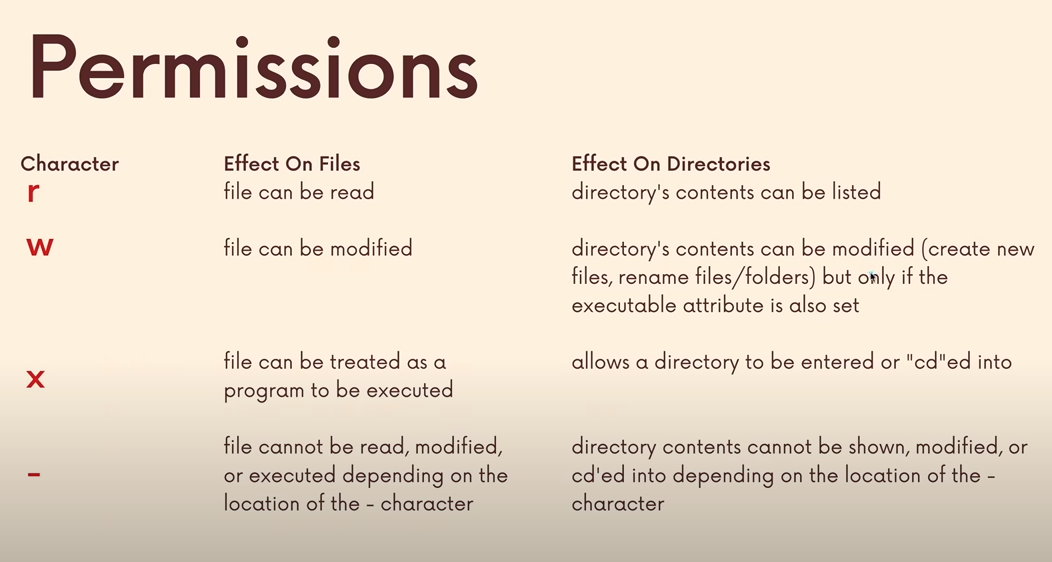 Permissions
Character Effect On Files Effect On Directories
r file can be read directory's contents can be listed
w file can be modified directory's contents can be modified (create new
files, rename files/folders) but only if the
executable attribute is also set
x file can be treated as a
program to be executed
allows a directory to be entered or "cd"ed into
- file cannot be read, modified,
or executed depending on the
location of the - character
directory contents cannot be shown, modified, or
cd'ed into depending on the location of the -
character